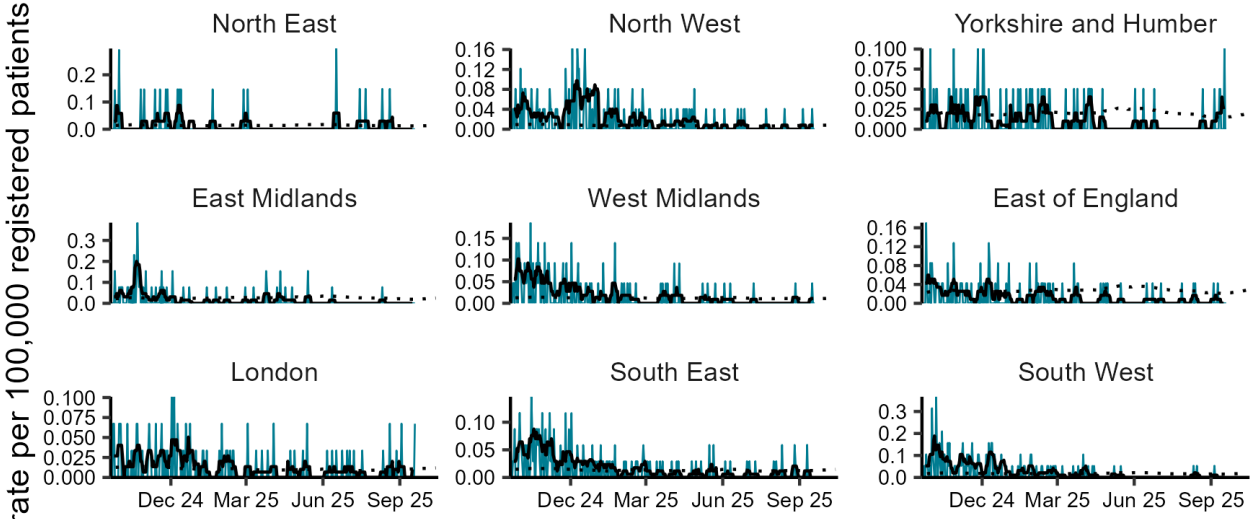 rate per 100,000 registered patients
North East
North West
Yorkshire and Humber
0.2
0.1
0.0
0.16
0.12
0.08
0.04
0.00
0.100
0.075
0.050
0.025
0.000
East Midlands
West Midlands
East of England
0.3
0.2
0.1
0.0
0.15
0.10
0.05
0.00
0.16
0.12
0.08
0.04
0.00
London
South East
South West
0.100
0.075
0.050
0.025
0.000
0.10
0.05
0.00
0.3
0.2
0.1
0.0
Dec 24 Mar 25 Jun 25 Sep 25
Dec 24 Mar 25 Jun 25 Sep 25
Dec 24 Mar 25 Jun 25 Sep 25